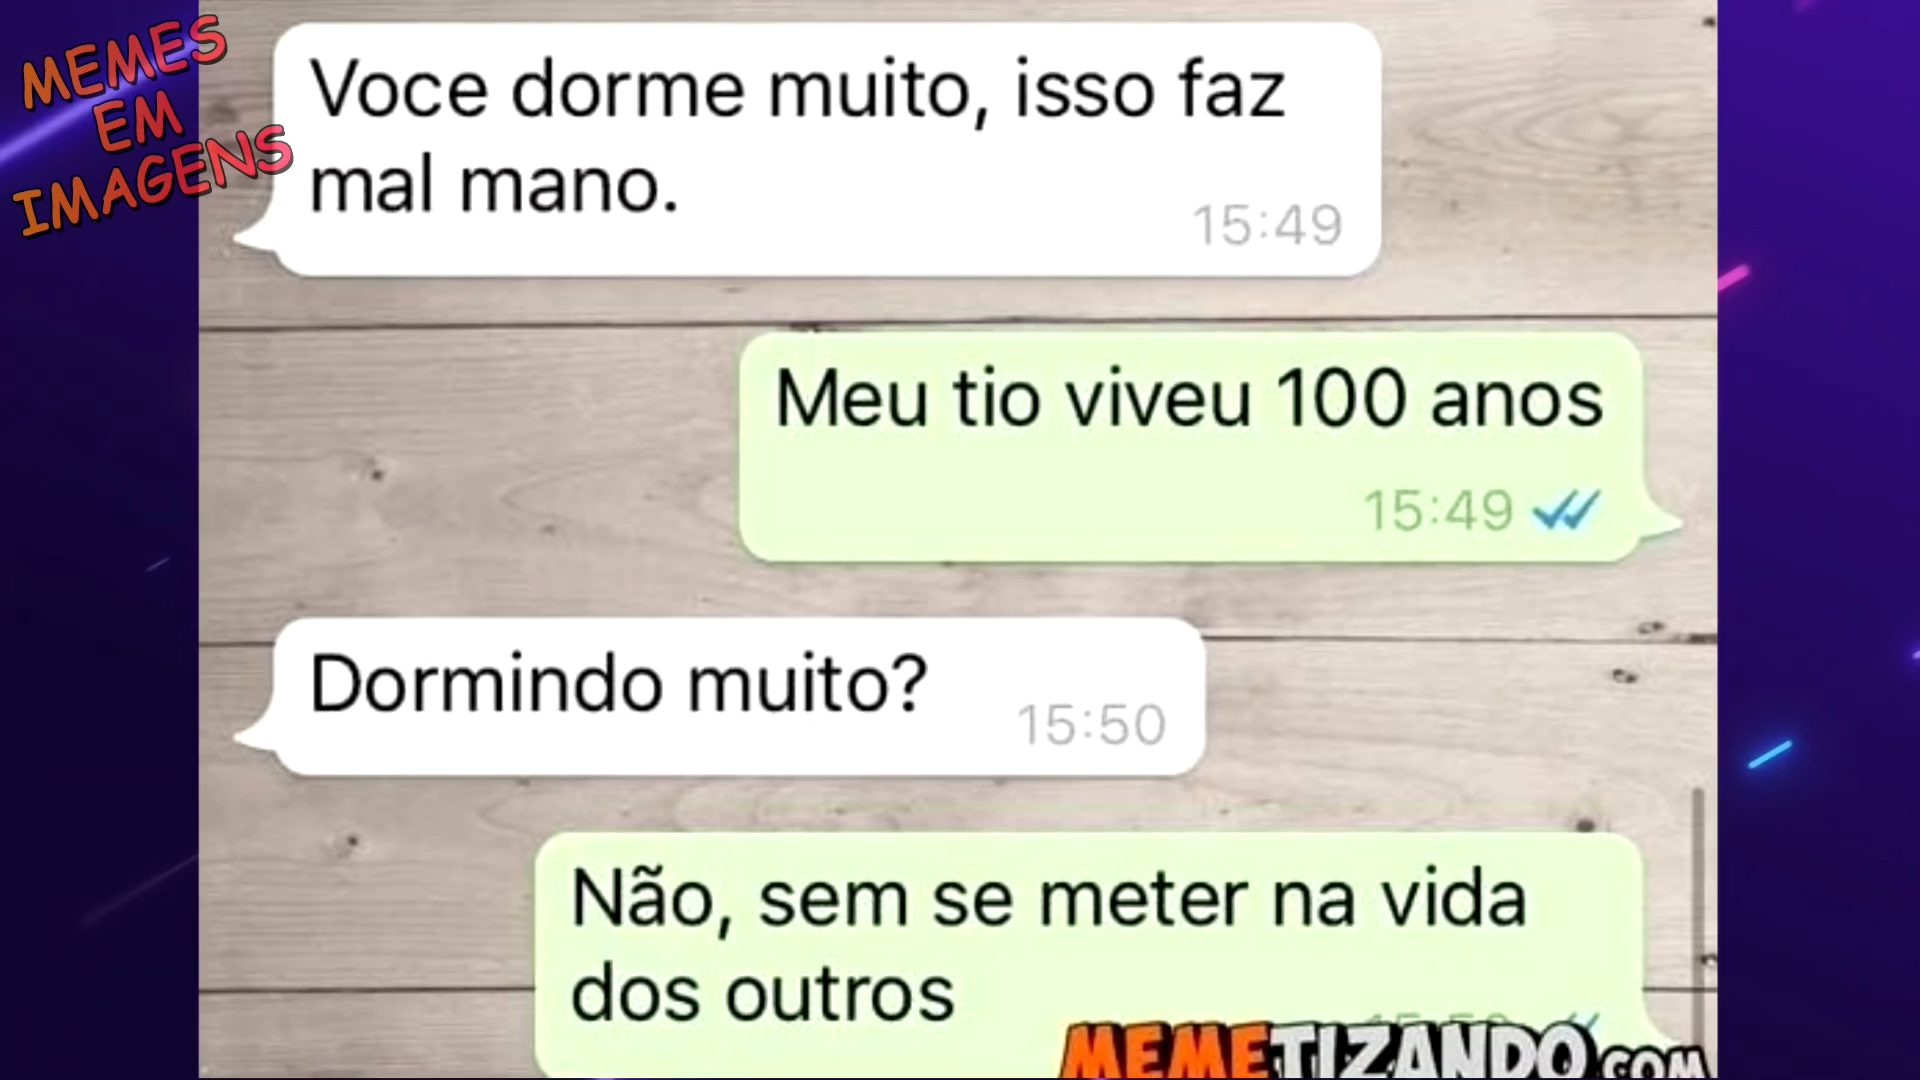 MEMES
EM
IMAGENS
Voce dorme muito, isso faz
mal mano.
15:49
Meu tio viveu 100 anos
15:49
Dormindo muito?
15:50
Não, sem se meter na vida
dos outros
MEMETIZANDO.COM